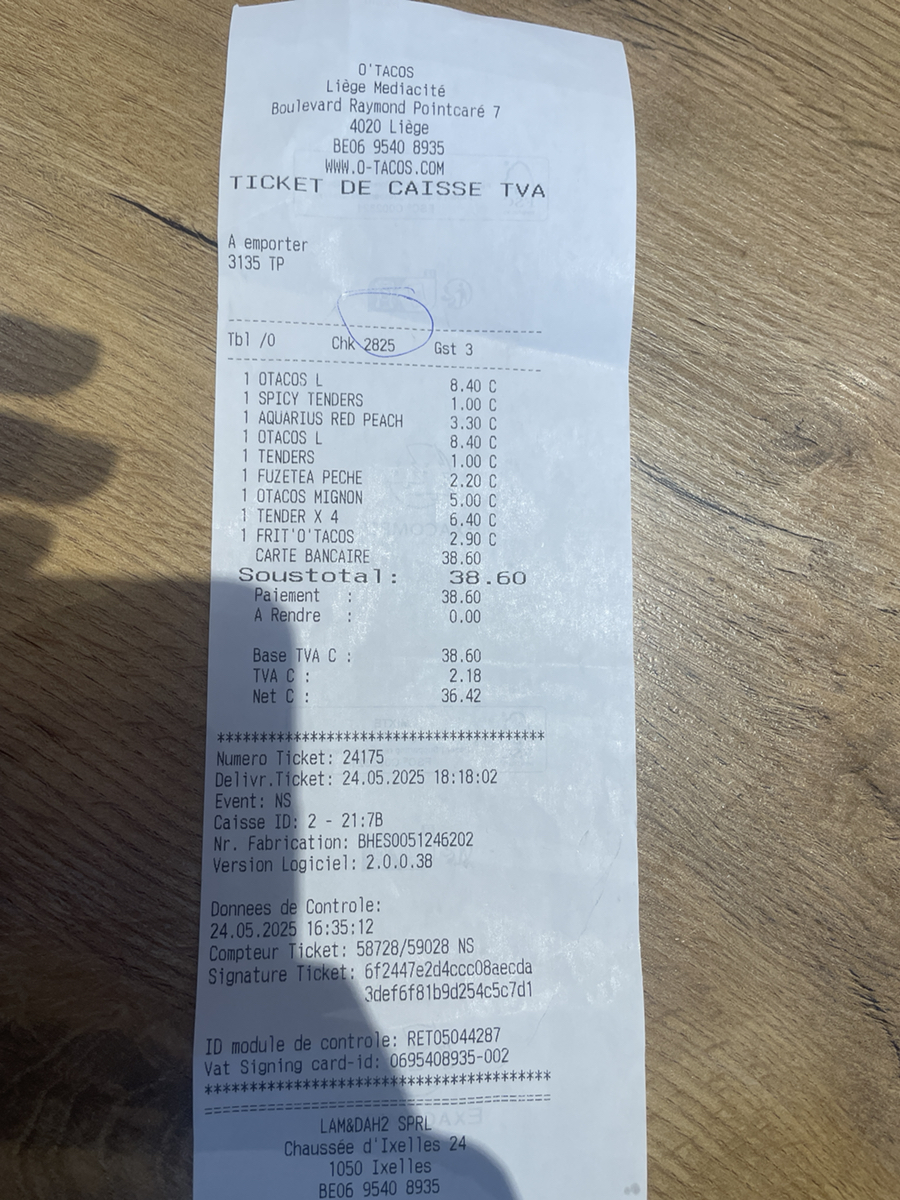 O'TACOS
Liège Mediacité
Boulevard Raymond Pointcaré 7
4020 Liège
BE06 9540 8935
WWW.O-TACOS.COM
TICKET DE CAISSE TVA
A emporter
3135 TP
Tbl /0 Chk 2825 Gst 3
1 OTACOS L 8.40 C
1 SPICY TENDERS 1.00 C
1 AQUARIUS RED PEACH 3.30 C
1 OTACOS L 8.40 C
1 TENDERS 1.00 C
1 FUZETEA PECHE 2.20 C
1 OTACOS MIGNON 5.00 C
1 TENDER X 4 6.40 C
1 FRIT'O'TACOS 2.90 C
CARTE BANCAIRE 38.60
Soustotal: 38.60
Paiement : 38.60
A Rendre : 0.00
Base TVA C : 38.60
TVA C : 2.18
Net C : 36.42
****************************************
Numero Ticket: 24175
Delivr.Ticket: 24.05.2025 18:18:02
Event: NS
Caisse ID: 2 - 21:7B
Nr. Fabrication: BHES0051246202
Version Logiciel: 2.0.0.38
Donnees de Controle:
24.05.2025 16:35:12
Compteur Ticket: 58728/59028 NS
Signature Ticket: 6f2447e2d4ccc08aecda
3def6f81b9d254c5c7d1
ID module de controle: RET05044287
Vat Signing card-id: 0695408935-002
****************************************
========================================
LAM&DAH2 SPRL
Chaussée d'Ixelles 24
1050 Ixelles
BE06 9540 8935